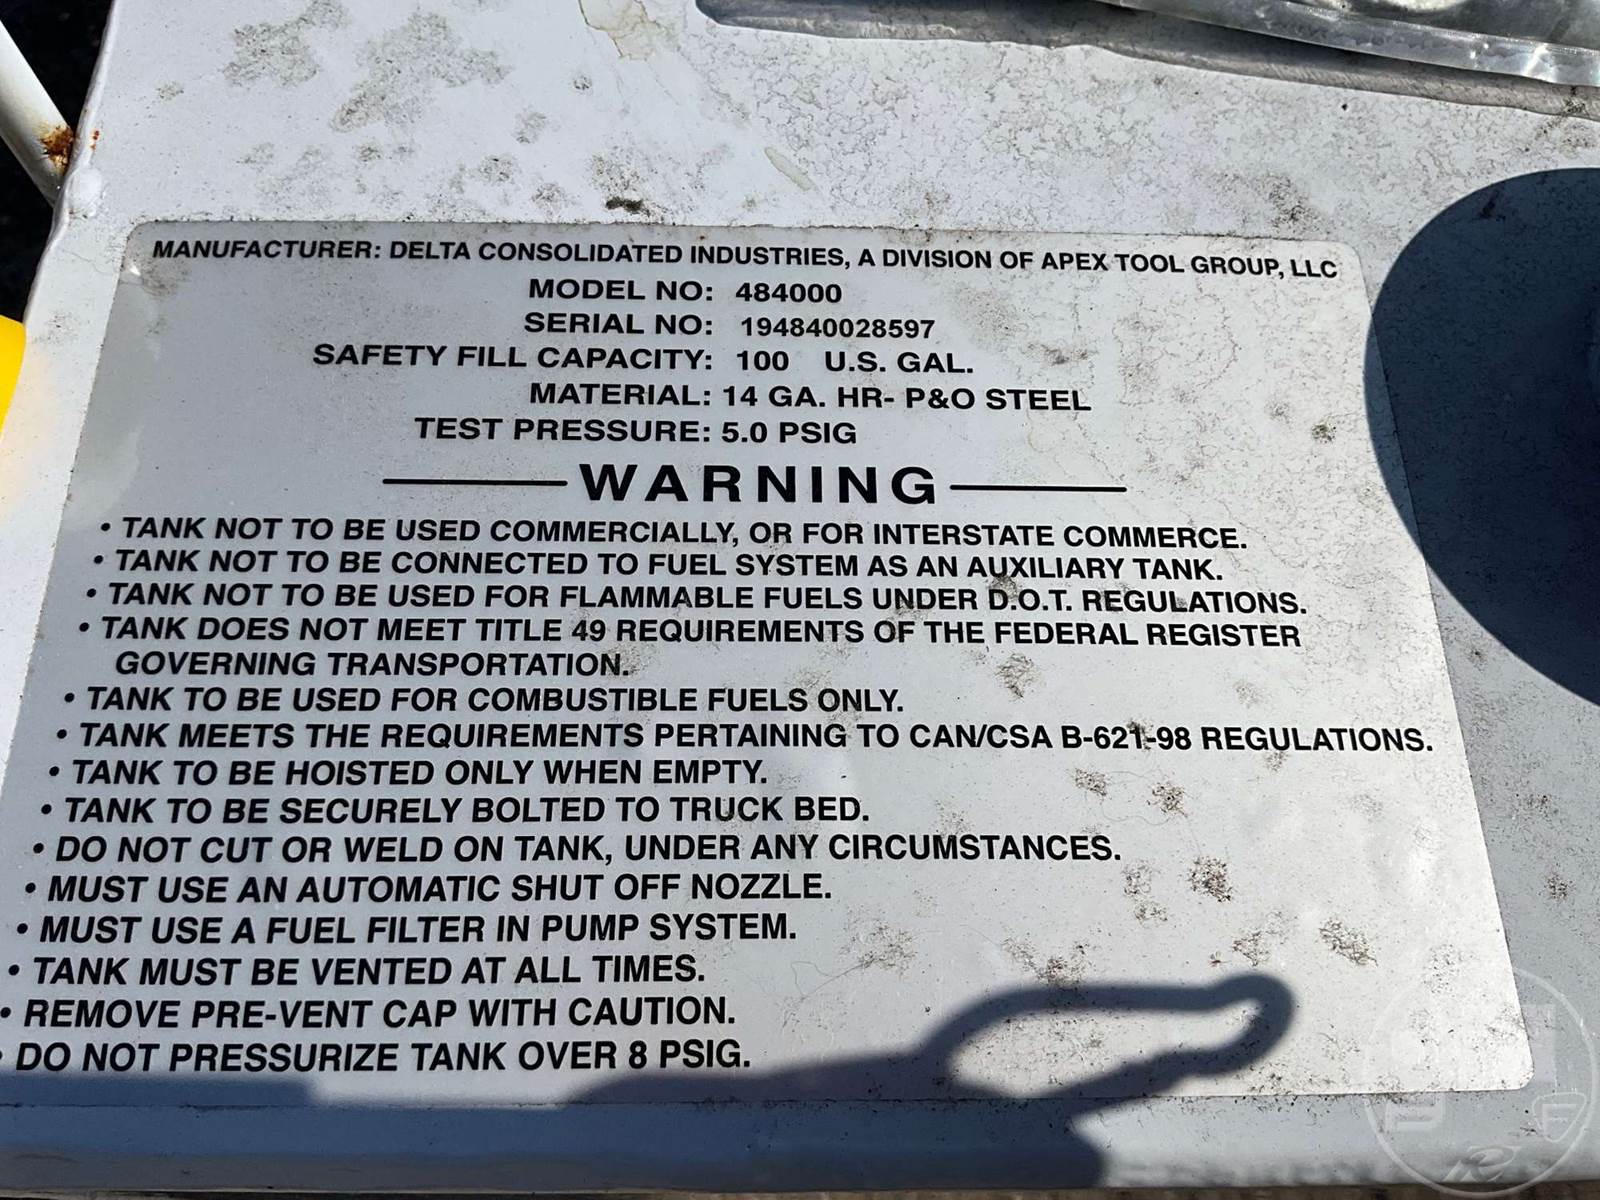 MANUFACTURER: DELTA CONSOLIDATED INDUSTRIES, A DIVISION OF APEX TOOL GROUP, LLC
MODEL NO: 484000
SERIAL NO: 194840028597
SAFETY FILL CAPACITY: 100 U.S. GAL.
MATERIAL: 14 GA. HR- P&O STEEL
TEST PRESSURE: 5.0 PSIG
WARNING
• TANK NOT TO BE USED COMMERCIALLY, OR FOR INTERSTATE COMMERCE.
• TANK NOT TO BE CONNECTED TO FUEL SYSTEM AS AN AUXILIARY TANK.
• TANK NOT TO BE USED FOR FLAMMABLE FUELS UNDER D.O.T. REGULATIONS.
• TANK DOES NOT MEET TITLE 49 REQUIREMENTS OF THE FEDERAL REGISTER
GOVERNING TRANSPORTATION.
• TANK TO BE USED FOR COMBUSTIBLE FUELS ONLY.
• TANK MEETS THE REQUIREMENTS PERTAINING TO CAN/CSA B-621-98 REGULATIONS.
• TANK TO BE HOISTED ONLY WHEN EMPTY.
• TANK TO BE SECURELY BOLTED TO TRUCK BED.
• DO NOT CUT OR WELD ON TANK, UNDER ANY CIRCUMSTANCES.
• MUST USE AN AUTOMATIC SHUT OFF NOZZLE.
• MUST USE A FUEL FILTER IN PUMP SYSTEM.
• TANK MUST BE VENTED AT ALL TIMES.
• REMOVE PRE-VENT CAP WITH CAUTION.
• DO NOT PRESSURIZE TANK OVER 8 PSIG.